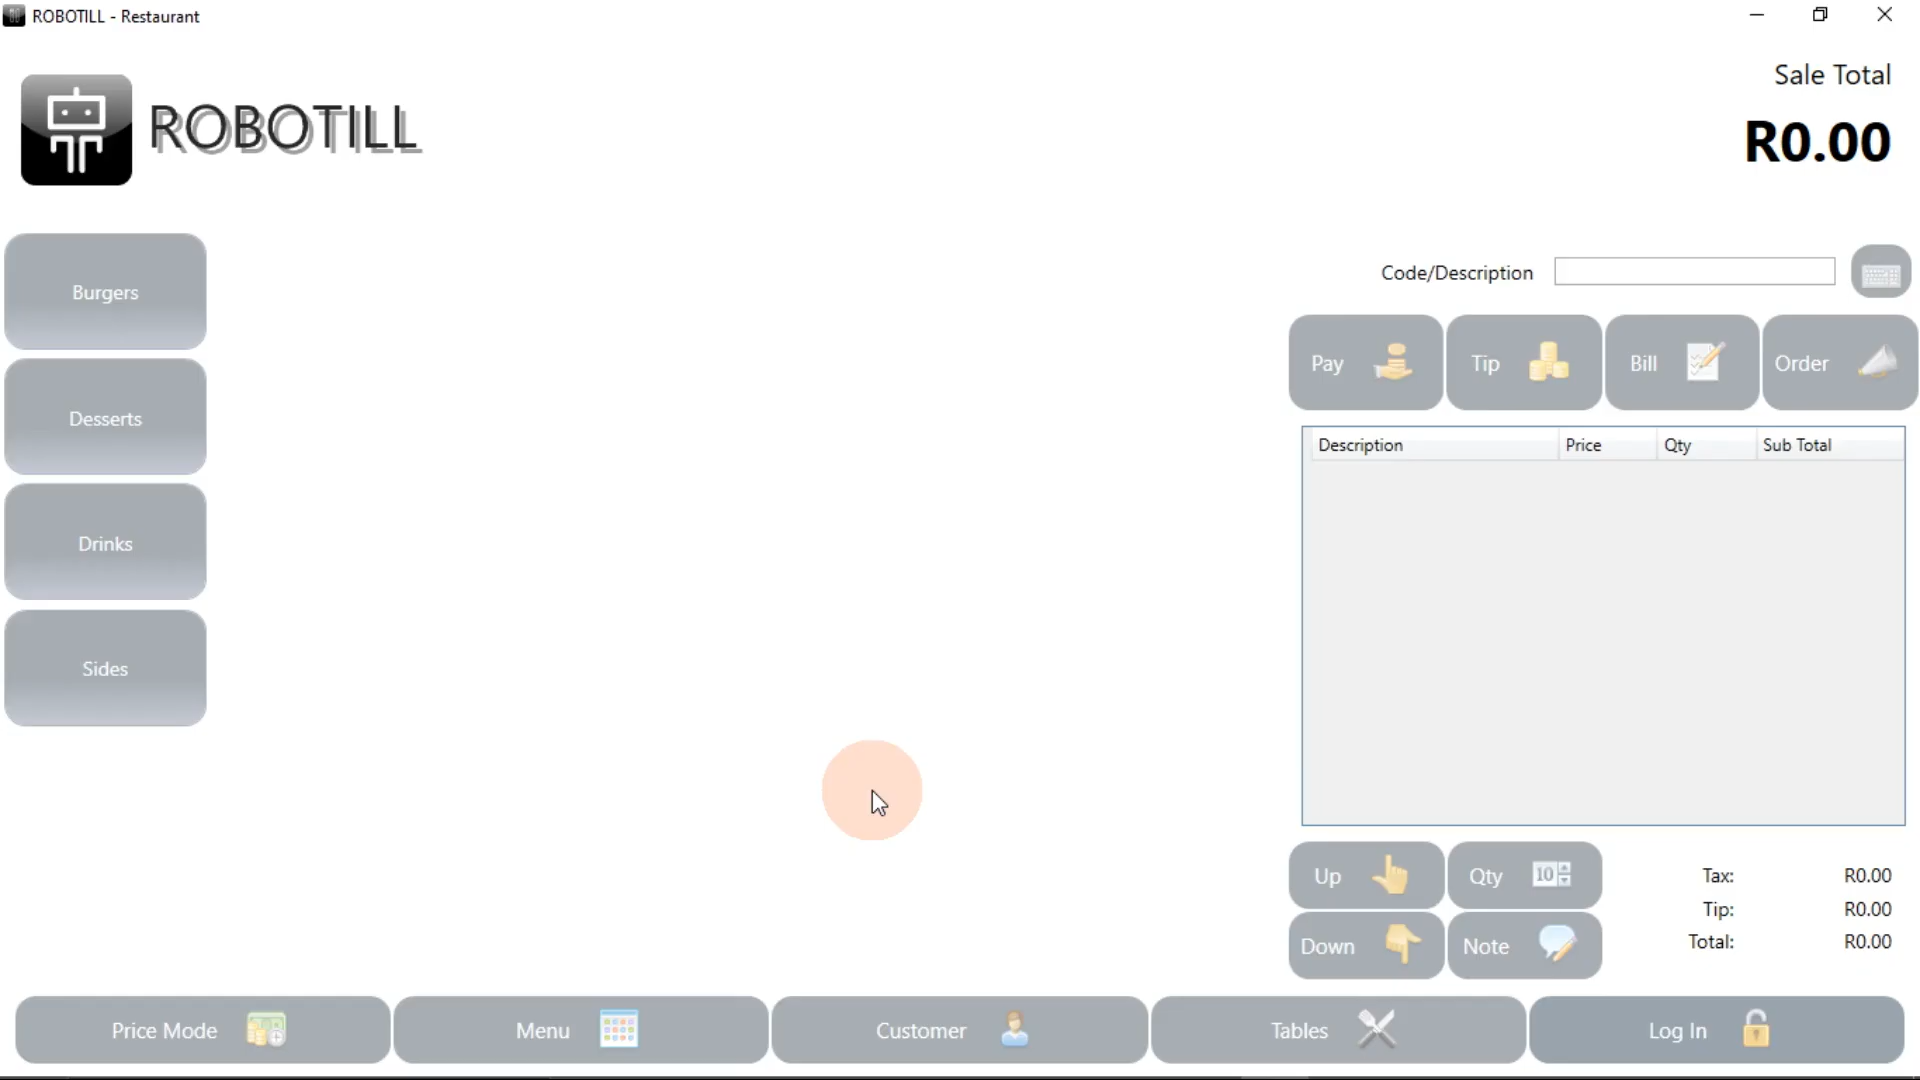 ROBOTILL - Restaurant
ROBOTILL
Sale Total
R0.00
Burgers
Desserts
Drinks
Sides
Code/Description
Pay
Tip
Bill
Order
Description Price Qty Sub Total
Up
Qty
Down
Note
Tax: R0.00
Tip: R0.00
Total: R0.00
Price Mode
Menu
Customer
Tables
Log In
10